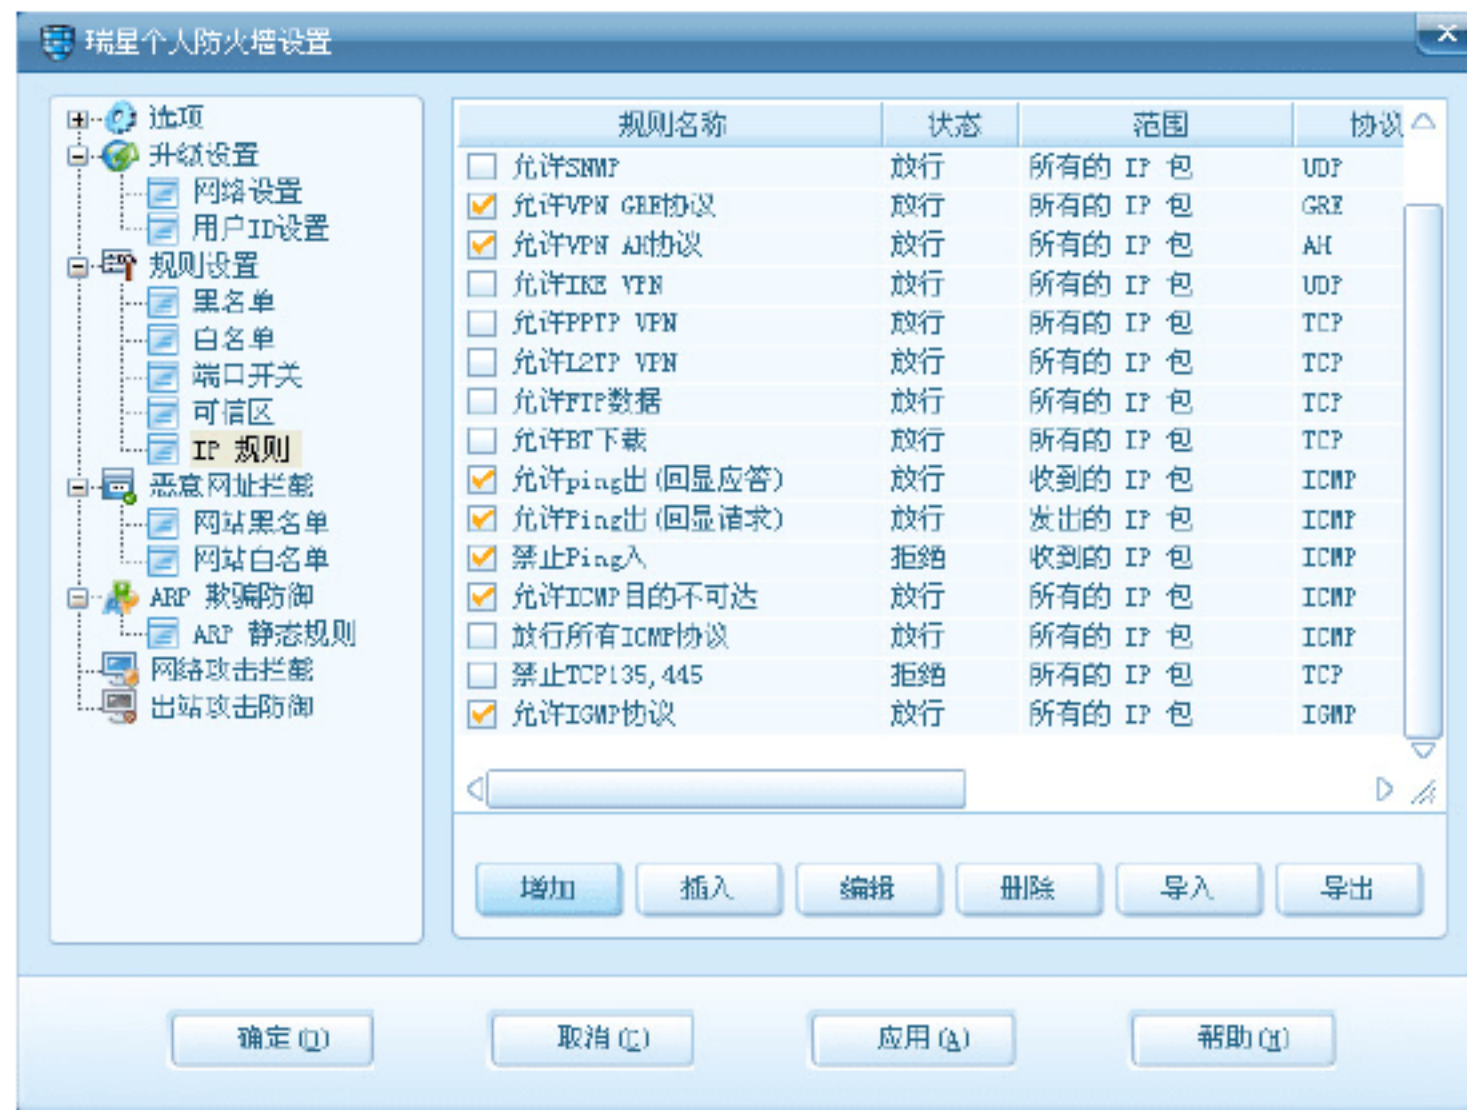 瑞星个人防火墙设置
选项
升级设置
网络设置
用户ID设置
规则设置
黑名单
白名单
端口开关
可信区
IP 规则
恶意网址拦截
网站黑名单
网站白名单
ARP 欺骗防御
ARP 静态规则
网络攻击拦截
出站攻击防御
规则名称 状态 范围 协议
允许SNMP 放行 所有的 IP 包 UDP
允许VPN GRE协议 放行 所有的 IP 包 GRE
允许VPN AH协议 放行 所有的 IP 包 AH
允许IKE VPN 放行 所有的 IP 包 UDP
允许PPTP VPN 放行 所有的 IP 包 TCP
允许L2TP VPN 放行 所有的 IP 包 TCP
允许FTP数据 放行 所有的 IP 包 TCP
允许BT下载 放行 所有的 IP 包 TCP
允许ping出(回显应答) 放行 收到的 IP 包 ICMP
允许Ping出(回显请求) 放行 发出的 IP 包 ICMP
禁止Ping入 拒绝 收到的 IP 包 ICMP
允许ICMP目的不可达 放行 所有的 IP 包 ICMP
放行所有ICMP协议 放行 所有的 IP 包 ICMP
禁止TCP135,445 拒绝 所有的 IP 包 TCP
允许IGMP协议 放行 所有的 IP 包 IGMP
增加 插入 编辑 删除 导入 导出
确定(O) 取消(C) 应用(A) 帮助(H)